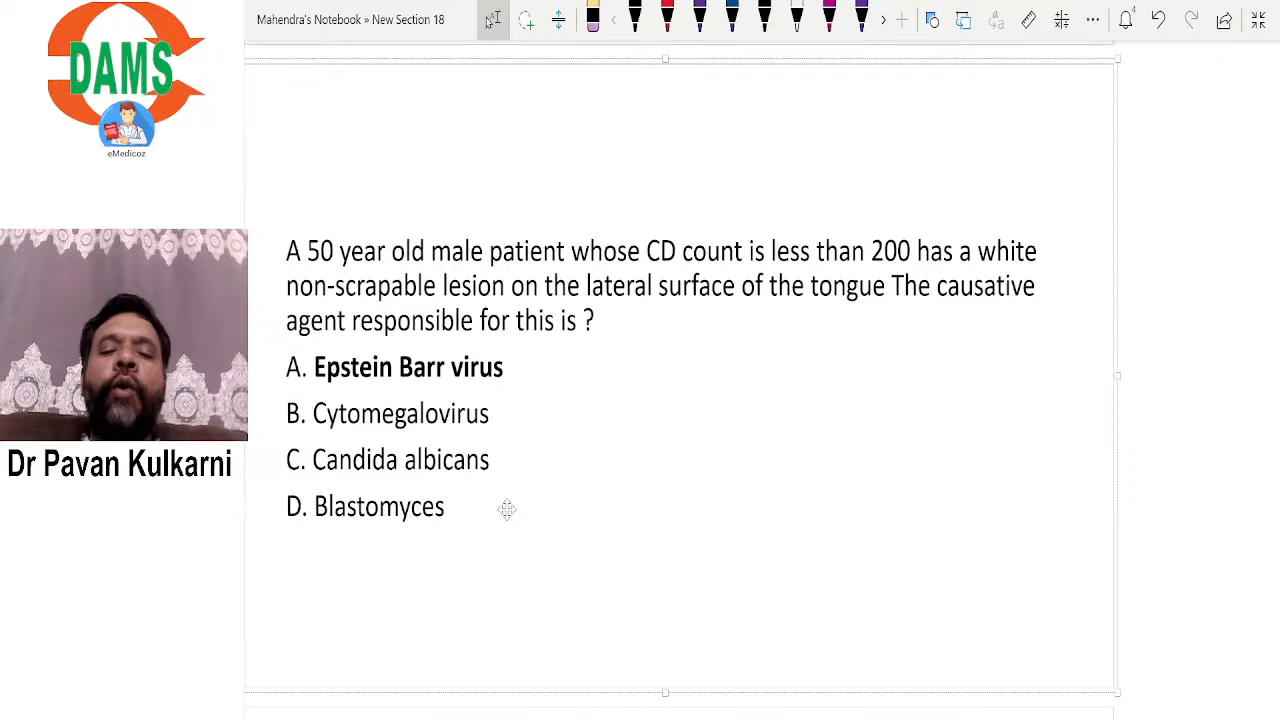 Mahendra's Notebook » New Section 18
DAMS
eMedicoz
A 50 year old male patient whose CD count is less than 200 has a white
non-scrapable lesion on the lateral surface of the tongue The causative
agent responsible for this is ?
A. Epstein Barr virus
B. Cytomegalovirus
C. Candida albicans
D. Blastomyces
Dr Pavan Kulkarni